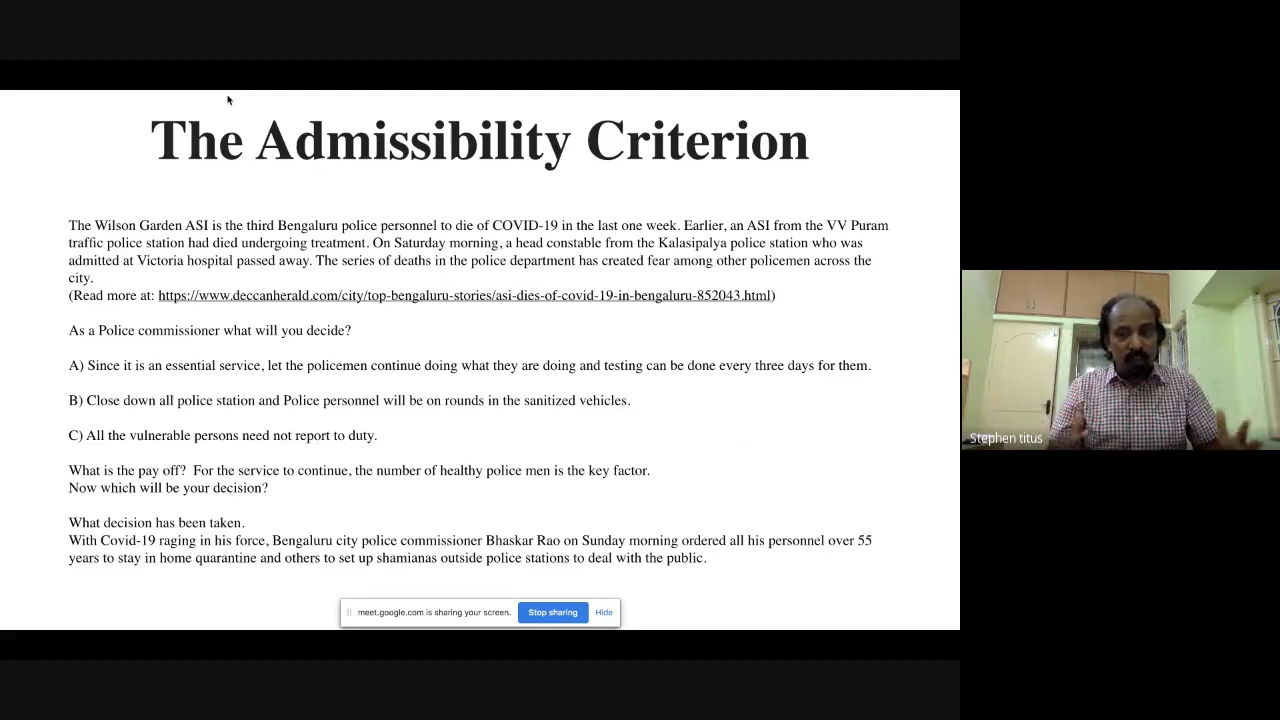 The Admissibility Criterion
The Wilson Garden ASI is the third Bengaluru police personnel to die of COVID-19 in the last one week. Earlier, an ASI from the VV Puram
traffic police station had died undergoing treatment. On Saturday morning, a head constable from the Kalasipalya police station who was
admitted at Victoria hospital passed away. The series of deaths in the police department has created fear among other policemen across the
city.
(Read more at: https://www.deccanherald.com/city/top-bengaluru-stories/asi-dies-of-covid-19-in-bengaluru-852043.html)
As a Police commissioner what will you decide?
A) Since it is an essential service, let the policemen continue doing what they are doing and testing can be done every three days for them.
B) Close down all police station and Police personnel will be on rounds in the sanitized vehicles.
C) All the vulnerable persons need not report to duty.
What is the pay off?  For the service to continue, the number of healthy police men is the key factor.
Now which will be your decision?
What decision has been taken.
With Covid-19 raging in his force, Bengaluru city police commissioner Bhaskar Rao on Sunday morning ordered all his personnel over 55
years to stay in home quarantine and others to set up shamianas outside police stations to deal with the public.
meet.google.com is sharing your screen. Stop sharing Hide
Stephen titus